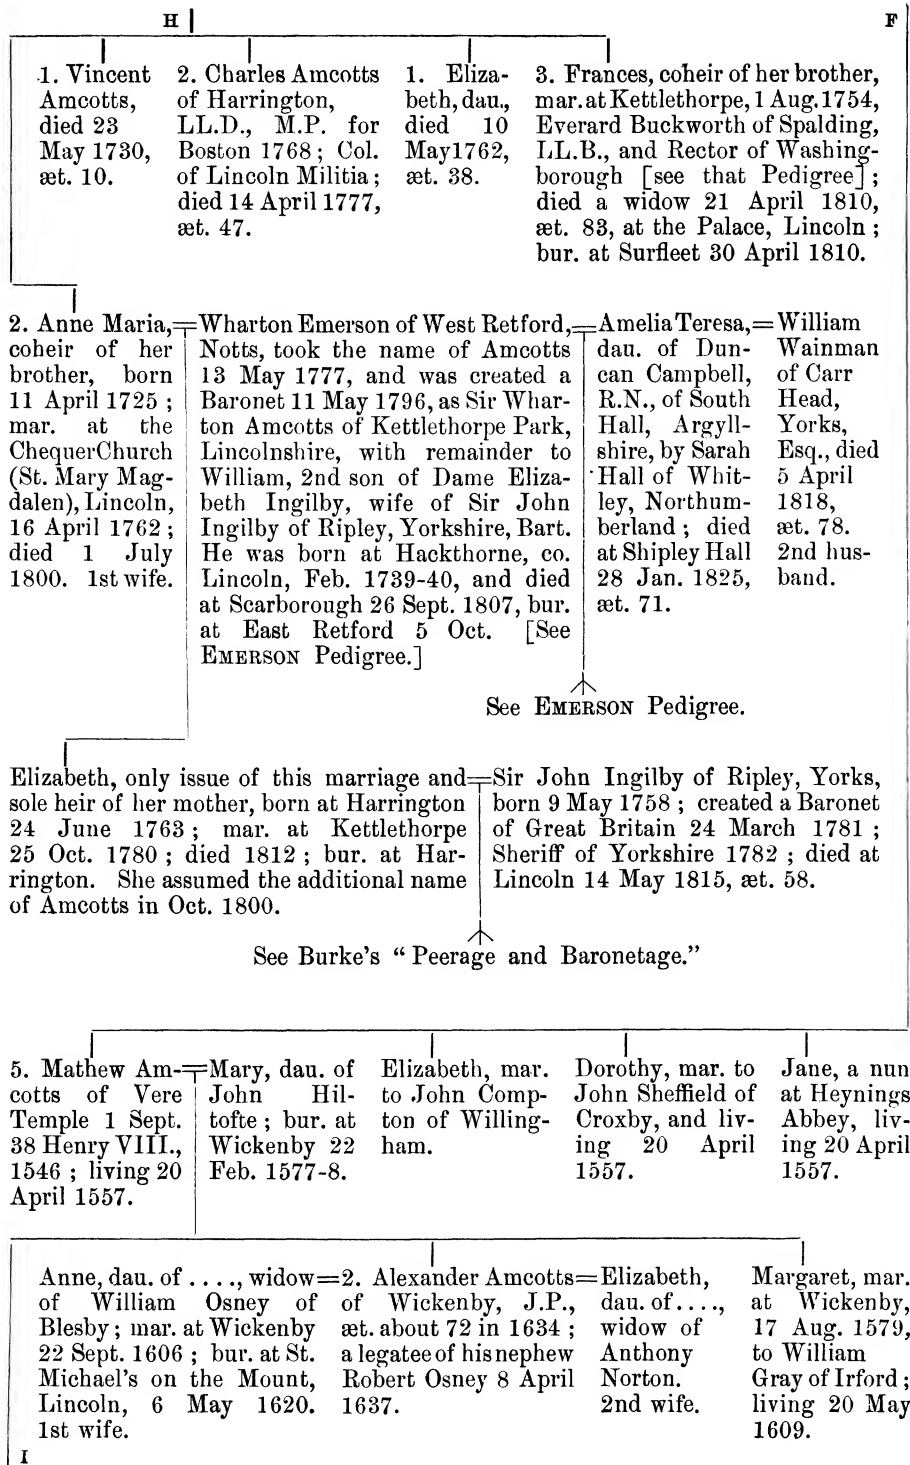 H F
1. Vincent
Amcotts,
died 23
May 1730,
æt. 10.
2. Charles Amcotts
of Harrington,
LL.D., M.P. for
Boston 1768 ; Col.
of Lincoln Militia ;
died 14 April 1777,
æt. 47.
1. Eliza-
beth, dau.,
died 10
May 1762,
æt. 38.
3. Frances, coheir of her brother,
mar. at Kettlethorpe, 1 Aug. 1754,
Everard Buckworth of Spalding,
LL.B., and Rector of Washing-
borough [see that Pedigree] ;
died a widow 21 April 1810,
æt. 83, at the Palace, Lincoln ;
bur. at Surfleet 30 April 1810.
2. Anne Maria,
coheir of her
brother, born
11 April 1725 ;
mar. at the
Chequer Church
(St. Mary Mag-
dalen), Lincoln,
16 April 1762 ;
died 1 July
1800. 1st wife.
=Wharton Emerson of West Retford,
Notts, took the name of Amcotts
13 May 1777, and was created a
Baronet 11 May 1796, as Sir Whar-
ton Amcotts of Kettlethorpe Park,
Lincolnshire, with remainder to
William, 2nd son of Dame Eliza-
beth Ingilby, wife of Sir John
Ingilby of Ripley, Yorkshire, Bart.
He was born at Hackthorne, co.
Lincoln, Feb. 1739-40, and died
at Scarborough 26 Sept. 1807, bur.
at East Retford 5 Oct. [See
EMERSON Pedigree.]
=Amelia Teresa,
dau. of Dun-
can Campbell,
R.N., of South
Hall, Argyll-
shire, by Sarah
Hall of Whit-
ley, Northum-
berland ; died
at Shipley Hall
28 Jan. 1825,
æt. 71.
=William
Wainman
of Carr
Head,
Yorks,
Esq., died
5 April
1818,
æt. 78.
2nd hus-
band.
See EMERSON Pedigree.
Elizabeth, only issue of this marriage and
sole heir of her mother, born at Harrington
24 June 1763 ; mar. at Kettlethorpe
25 Oct. 1780 ; died 1812 ; bur. at Har-
rington. She assumed the additional name
of Amcotts in Oct. 1800.
=Sir John Ingilby of Ripley, Yorks,
born 9 May 1758 ; created a Baronet
of Great Britain 24 March 1781 ;
Sheriff of Yorkshire 1782 ; died at
Lincoln 14 May 1815, æt. 58.
See Burke's “ Peerage and Baronetage.”
5. Mathew Am-
cotts of Vere
Temple 1 Sept.
38 Henry VIII.,
1546 ; living 20
April 1557.
=Mary, dau. of
John Hil-
tofte ; bur. at
Wickenby 22
Feb. 1577-8.
Elizabeth, mar.
to John Comp-
ton of Willing-
ham.
Dorothy, mar. to
John Sheffield of
Croxby, and liv-
ing 20 April
1557.
Jane, a nun
at Heynings
Abbey, liv-
ing 20 April
1557.
Anne, dau. of . . . ., widow
of William Osney of
Blesby ; mar. at Wickenby
22 Sept. 1606 ; bur. at St.
Michael's on the Mount,
Lincoln, 6 May 1620.
1st wife.
=2. Alexander Amcotts
of Wickenby, J.P.,
æt. about 72 in 1634 ;
a legatee of his nephew
Robert Osney 8 April
1637.
=Elizabeth,
dau. of . . . .,
widow of
Anthony
Norton.
2nd wife.
Margaret, mar.
at Wickenby,
17 Aug. 1579,
to William
Gray of Irford ;
living 20 May
1609.
I